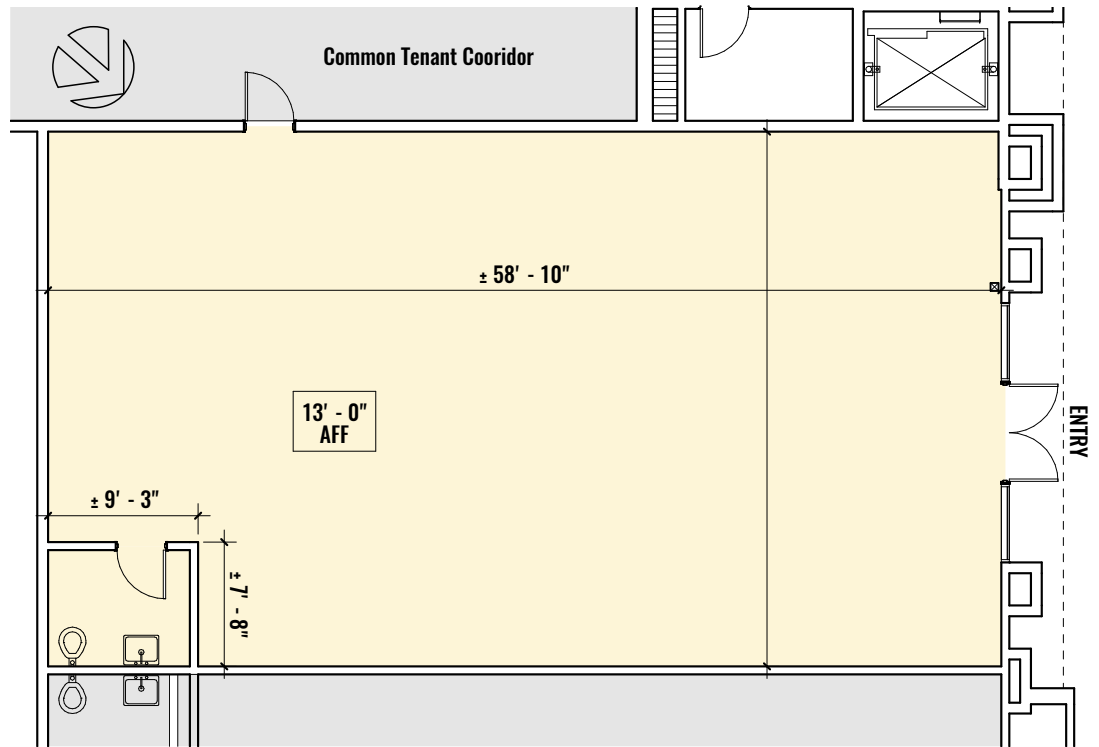 Common Tenant Cooridor
± 58' - 10"
13' - 0"
AFF
ENTRY
± 9' - 3"
± 7' - 8"